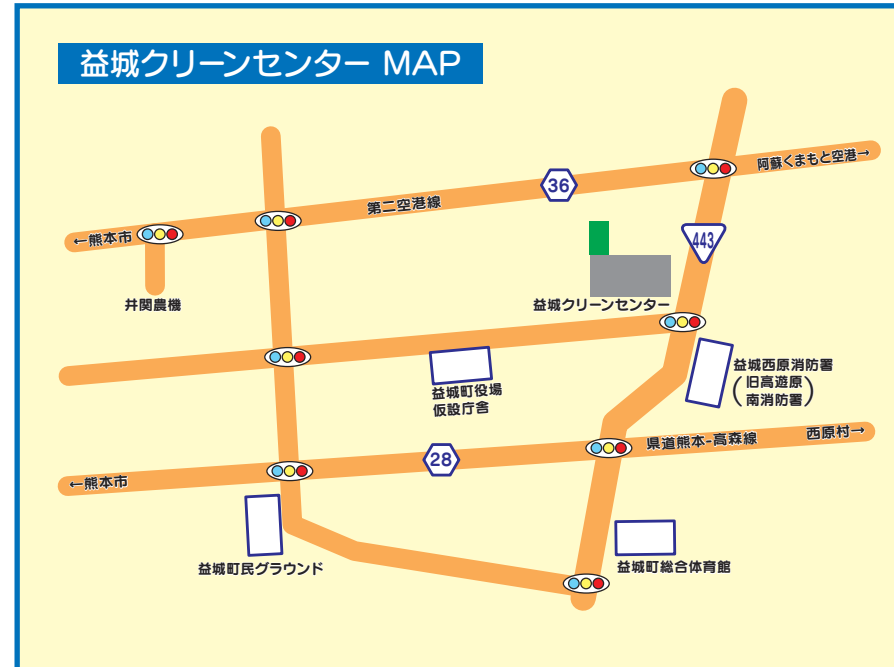 益城クリーンセンター MAP
阿蘇くまもと空港→
36
第二空港線
←熊本市
443
井関農機
益城クリーンセンター
益城町役場
仮設庁舎
益城西原消防署
(旧高遊原
南消防署)
西原村→
県道熊本-高森線
28
←熊本市
益城町民グラウンド
益城町総合体育館